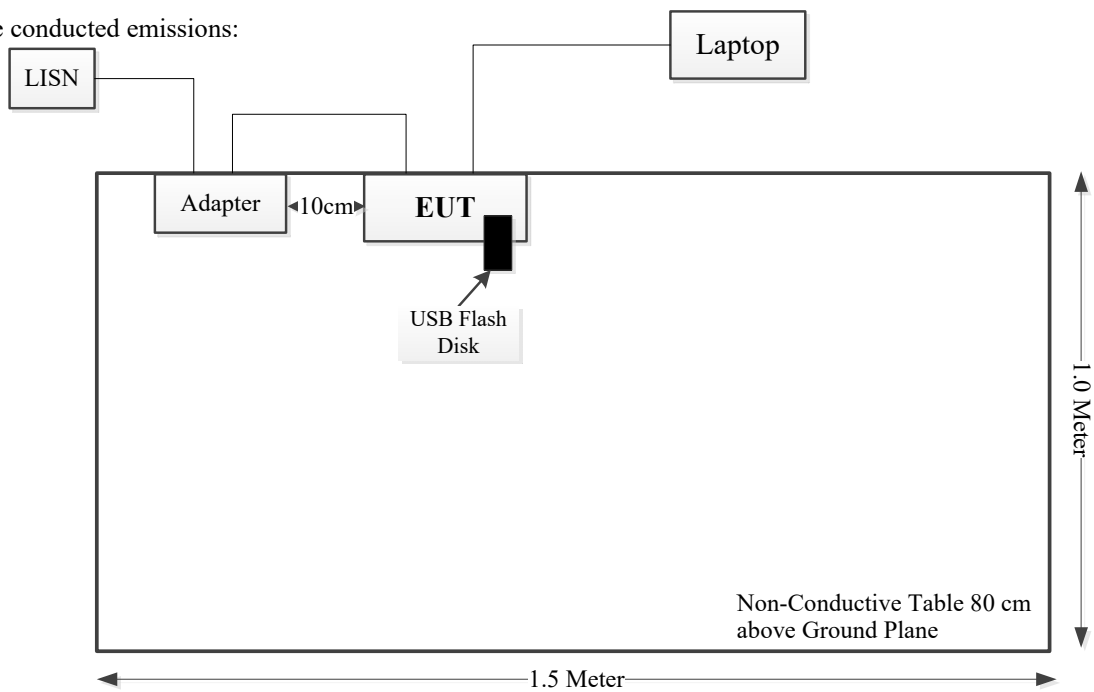 e conducted emissions:
LISN
Laptop
Adapter
10cm
EUT
USB Flash
Disk
1.0 Meter
Non-Conductive Table 80 cm
above Ground Plane
1.5 Meter